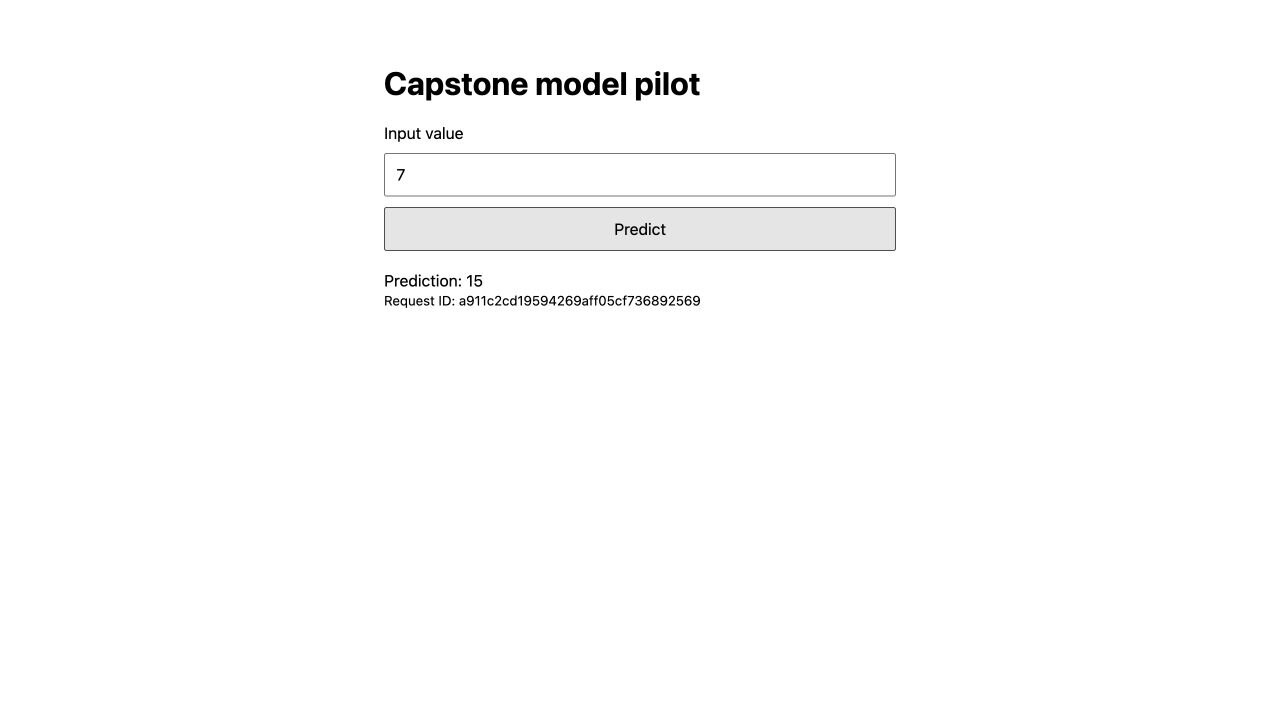 Capstone model pilot
Input value
7
Predict
Prediction: 15
Request ID: a911c2cd19594269aff05cf736892569